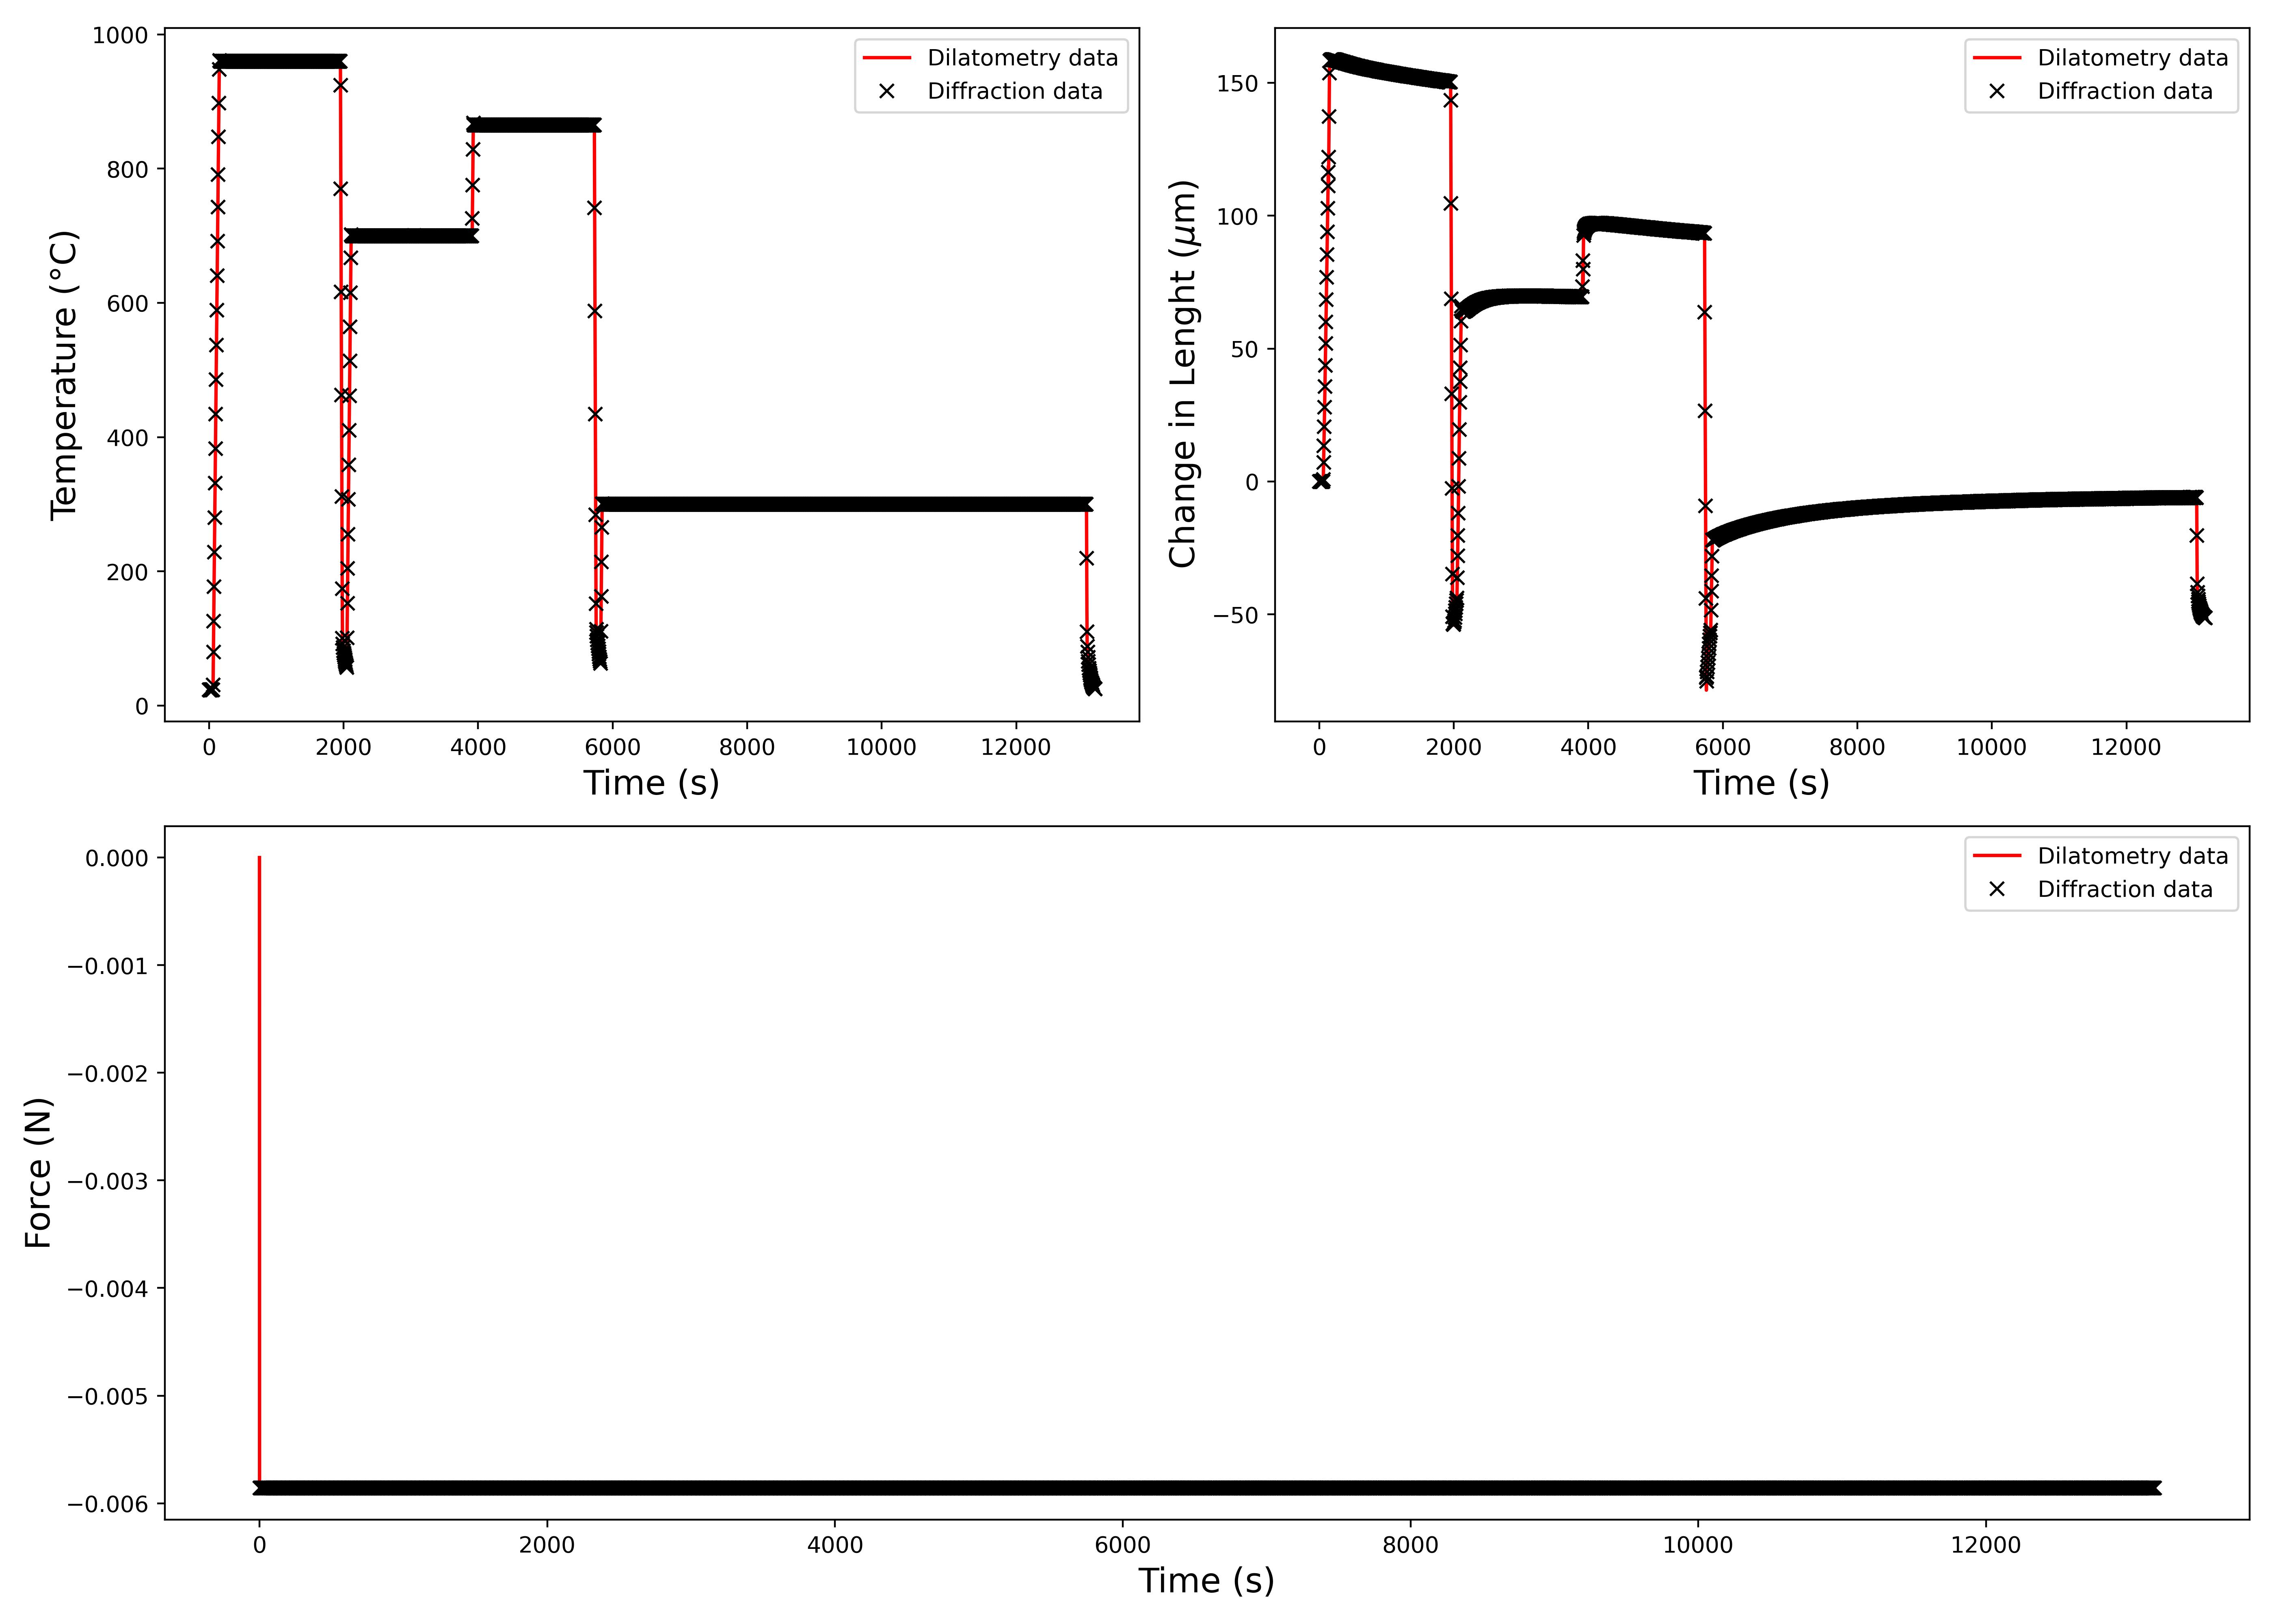 1000
800
600
400
200
0
Temperature (°C)
0 2000 4000 6000 8000 10000 12000
Time (s)
Dilatometry data
Diffraction data
150
100
50
0
−50
Change in Lenght (μm)
0 2000 4000 6000 8000 10000 12000
Time (s)
Dilatometry data
Diffraction data
0.000
−0.001
−0.002
−0.003
−0.004
−0.005
−0.006
Force (N)
0 2000 4000 6000 8000 10000 12000
Time (s)
Dilatometry data
Diffraction data